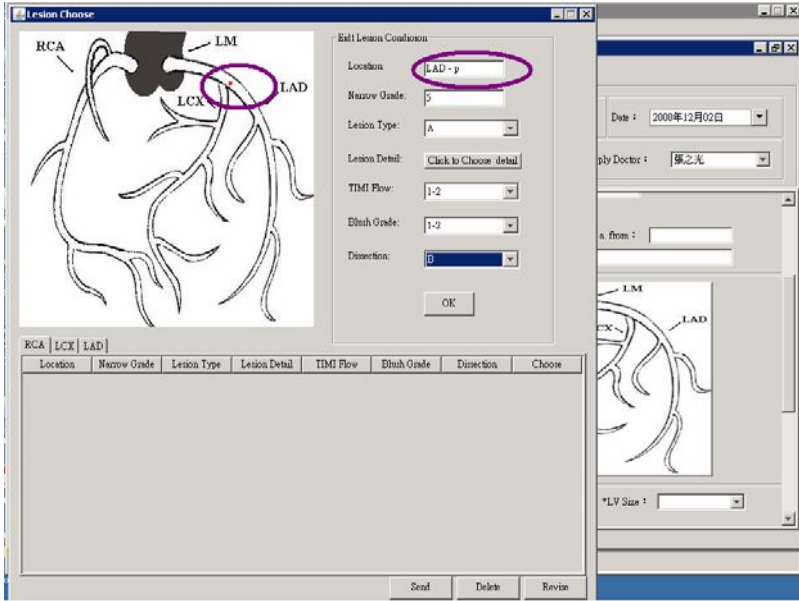 Lesion Choose
RCA
LM
LAD
LCX
Eidt Lesion Condioion
Location
LAD - p
Narrow Grade:
5
Lesion Type:
A
Lesion Detail:
Click to Choose detail
TIMI Flow:
1-2
Blush Grade:
1-2
Dissection:
B
OK
RCA LCX LAD
Location Narrow Grade Lesion Type Lesion Detail TIMI Flow Blush Grade Dissection Choose
Send Delete Revise
Date : 2000年12月02日
ply Doctor : 張之光
a. from :
LM
CX
LAD
*LV Size :